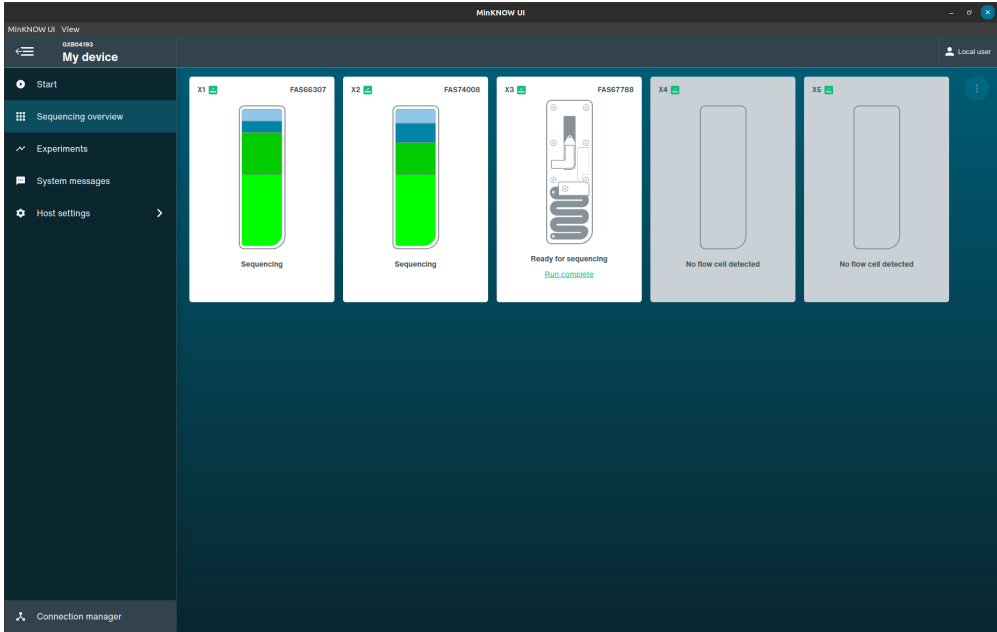 MinKNOW UI
MinKNOW UI View
GXB04193
My device
Local user
Start
Sequencing overview
Experiments
System messages
Host settings
Connection manager
X1 FAS66307
Sequencing
X2 FAS74008
Sequencing
X3 FAS67788
Ready for sequencing
Run complete
X4
No flow cell detected
X5
No flow cell detected